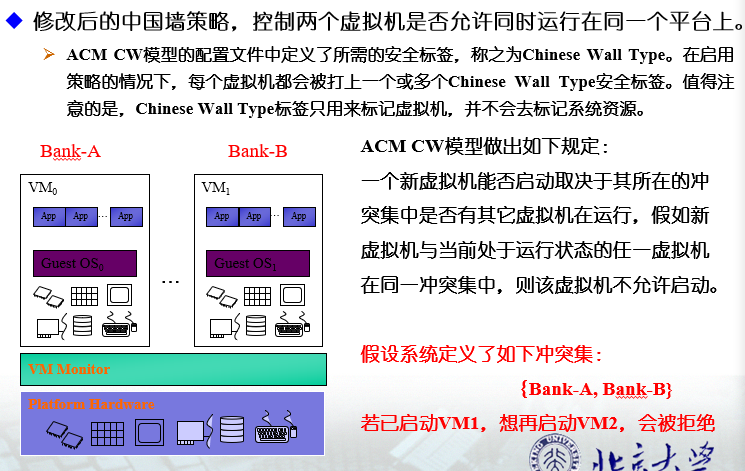 修改后的中国墙策略，控制两个虚拟机是否允许同时运行在同一个平台上。
ACM CW模型的配置文件中定义了所需的安全标签，称之为Chinese Wall Type。在启用
策略的情况下，每个虚拟机都会被打上一个或多个Chinese Wall Type安全标签。值得注
意的是，Chinese Wall Type标签只用来标记虚拟机，并不会去标记系统资源。
Bank-A
Bank-B
VM0
App App ... App
Guest OS0
...
VM1
App App ... App
Guest OS1
VM Monitor
Platform Hardware
ACM CW模型做出如下规定：
一个新虚拟机能否启动取决于其所在的冲
突集中是否有其它虚拟机在运行，假如新
虚拟机与当前处于运行状态的任一虚拟机
在同一冲突集中，则该虚拟机不允许启动。
假设系统定义了如下冲突集：
{Bank-A, Bank-B}
若已启动VM1，想再启动VM2，会被拒绝
北京大学